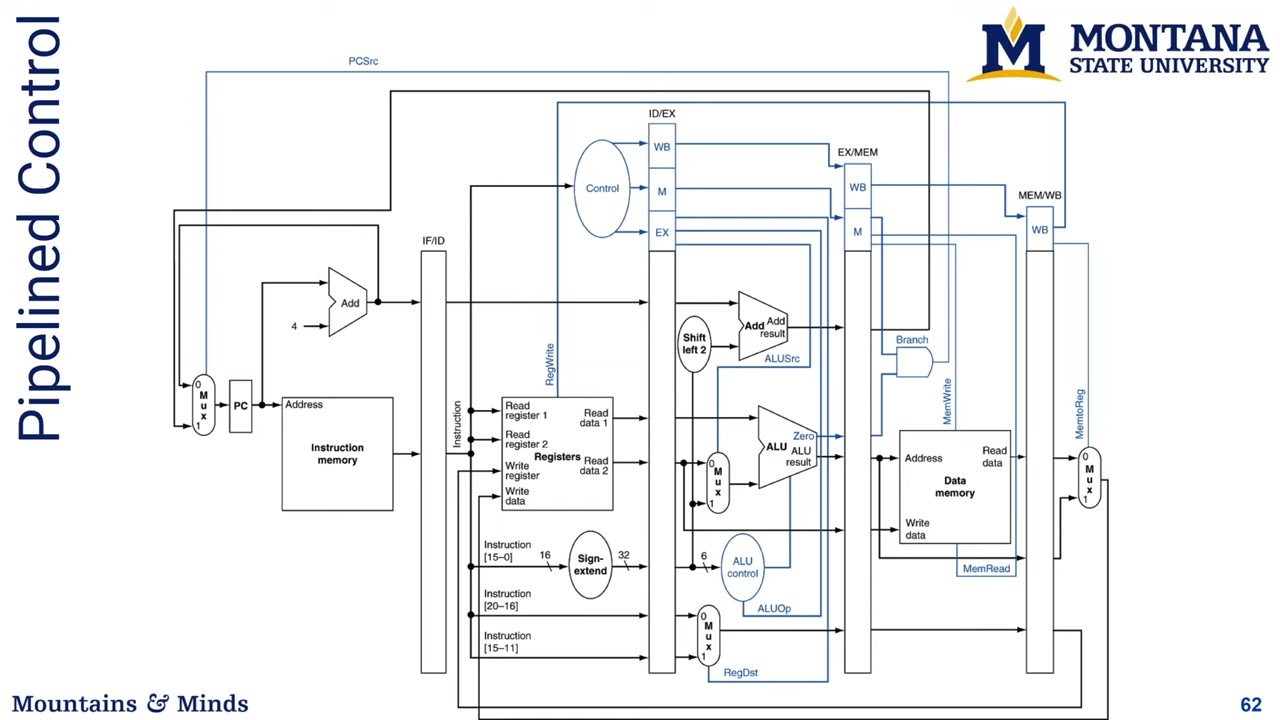 Pipelined Control
MONTANA
STATE UNIVERSITY
PCSrc
ID/EX
WB
M
EX
Control
EX/MEM
WB
M
MEM/WB
WB
IF/ID
Add
4
0
M
u
x
1
PC
Address
Instruction
memory
Instruction
RegWrite
Read
register 1
Read
register 2
Write
register
Write
data
Registers
Read
data 1
Read
data 2
Instruction
[15–0]
16
Sign-
extend
32
Instruction
[20–16]
Instruction
[15–11]
Shift
left 2
Add
Add
result
ALUSrc
0
M
u
x
1
ALU
Zero
ALU
result
6
ALU
control
ALUOp
0
M
u
x
1
RegDst
Branch
MemWrite
Address
Read
data
Data
memory
Write
data
MemRead
MemtoReg
0
M
u
x
1
Mountains & Minds
62